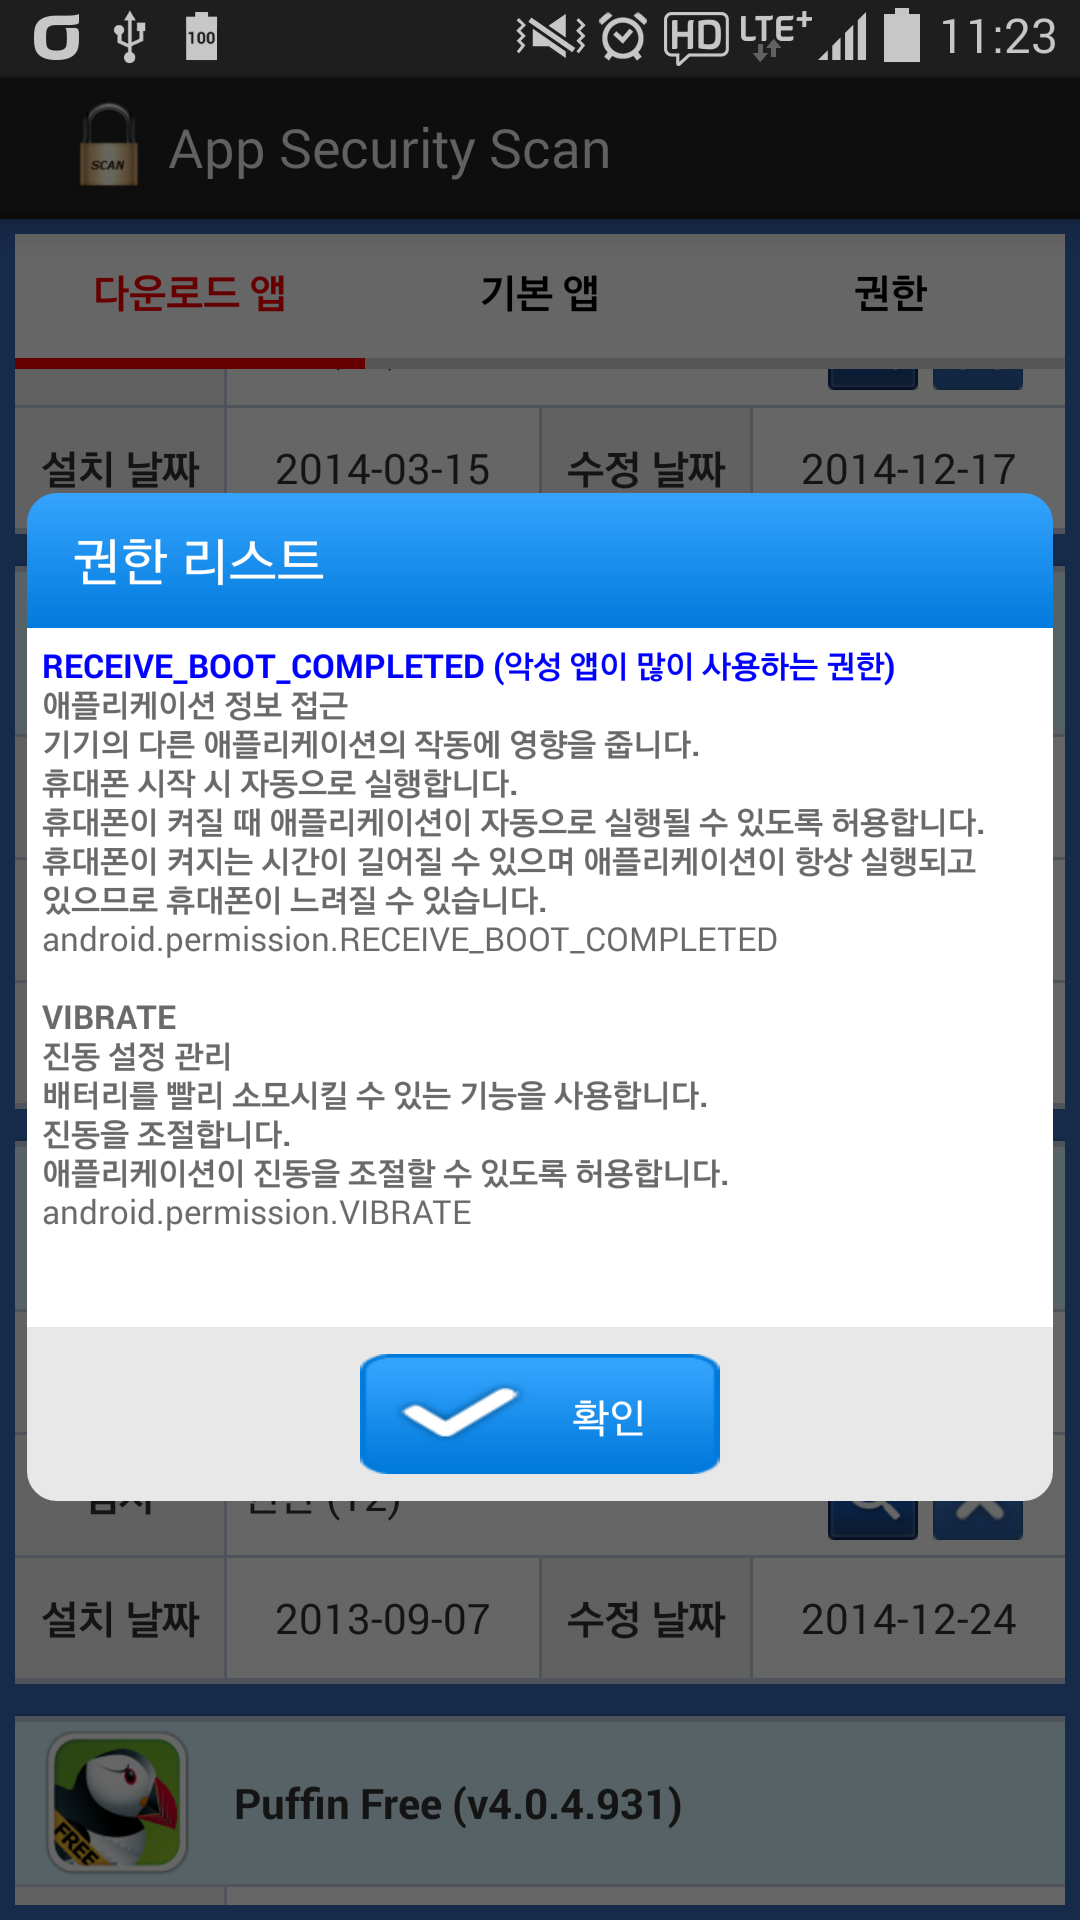 100
HD
LTE+
11:23
SCAN
App Security Scan
다운로드 앱
기본 앱
권한
설치 날짜
2014-03-15
수정 날짜
2014-12-17
권한 리스트
RECEIVE_BOOT_COMPLETED (악성 앱이 많이 사용하는 권한)
애플리케이션 정보 접근
기기의 다른 애플리케이션의 작동에 영향을 줍니다.
휴대폰 시작 시 자동으로 실행합니다.
휴대폰이 켜질 때 애플리케이션이 자동으로 실행될 수 있도록 허용합니다.
휴대폰이 켜지는 시간이 길어질 수 있으며 애플리케이션이 항상 실행되고
있으므로 휴대폰이 느려질 수 있습니다.
android.permission.RECEIVE_BOOT_COMPLETED
VIBRATE
진동 설정 관리
배터리를 빨리 소모시킬 수 있는 기능을 사용합니다.
진동을 조절합니다.
애플리케이션이 진동을 조절할 수 있도록 허용합니다.
android.permission.VIBRATE
확인
(12)
설치 날짜
2013-09-07
수정 날짜
2014-12-24
FREE
Puffin Free (v4.0.4.931)